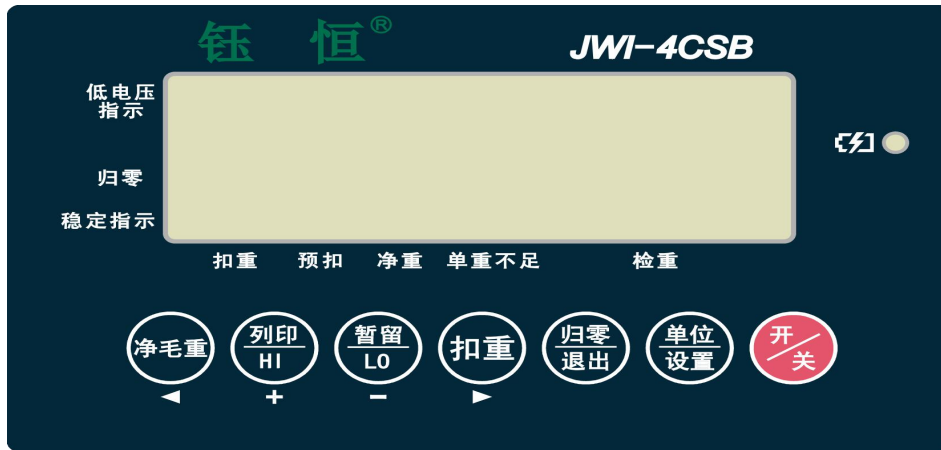 钰 恒®
JWI-4CSB
低电压
指示
归零
稳定指示
扣重 预扣 净重 单重不足 检重
净毛重
列印
HI
暂留
LO
扣重
归零
退出
单位
设置
开
关
◄ + − ►